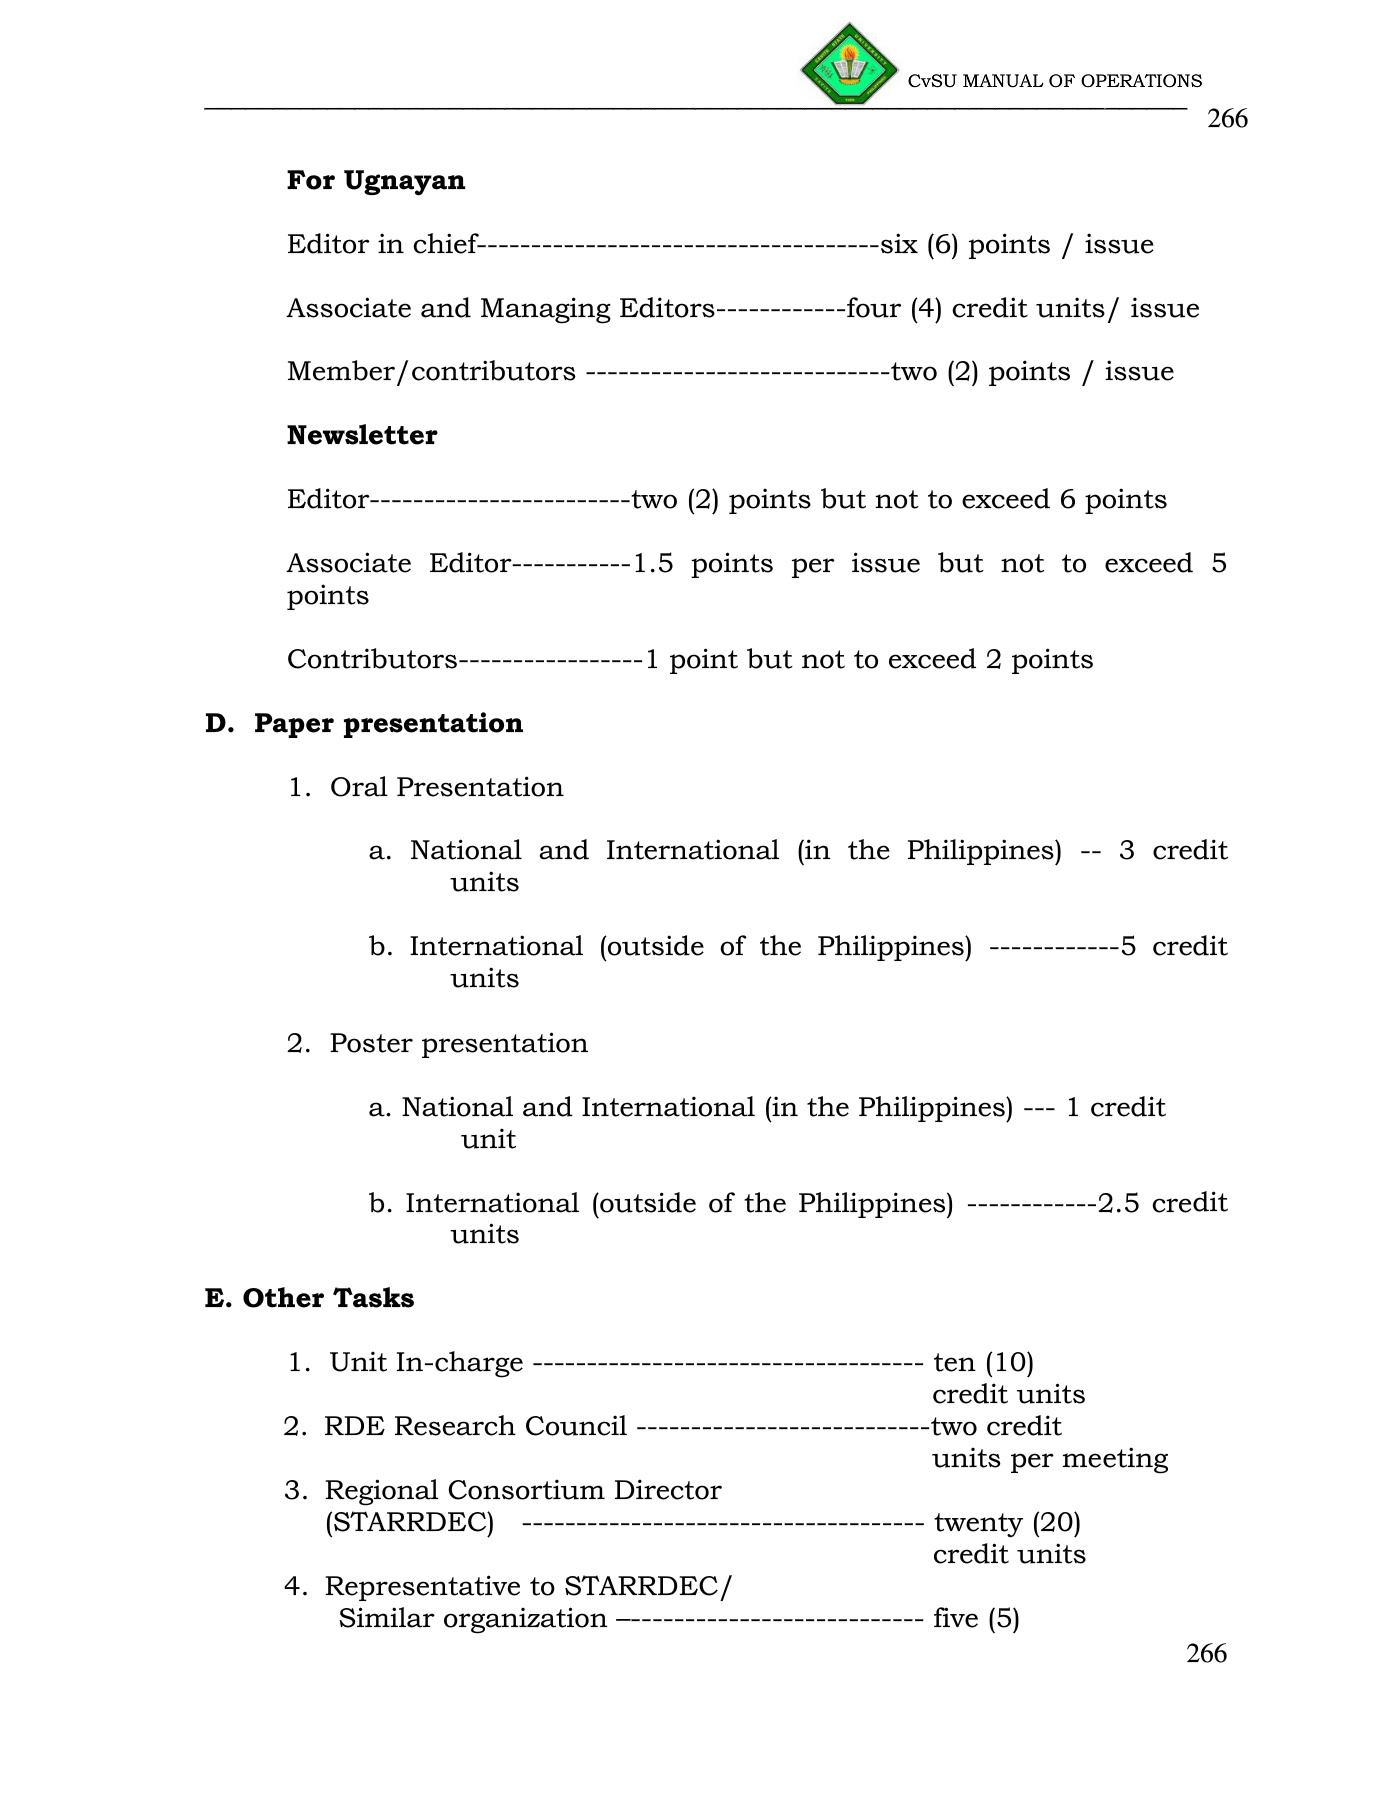 CvSU MANUAL OF OPERATIONS
266
For Ugnayan
Editor in chief-------------------------------------six (6) points / issue
Associate and Managing Editors------------four (4) credit units/ issue
Member/contributors ----------------------------two (2) points / issue
Newsletter
Editor------------------------two (2) points but not to exceed 6 points
Associate Editor-----------1.5 points per issue but not to exceed 5
points
Contributors-----------------1 point but not to exceed 2 points
D. Paper presentation
1. Oral Presentation
a. National and International (in the Philippines) -- 3 credit
units
b. International (outside of the Philippines) ------------5 credit
units
2. Poster presentation
a. National and International (in the Philippines) --- 1 credit
unit
b. International (outside of the Philippines) ------------2.5 credit
units
E. Other Tasks
1. Unit In-charge ------------------------------------ ten (10)
credit units
2. RDE Research Council ---------------------------two credit
units per meeting
3. Regional Consortium Director
(STARRDEC) ------------------------------------- twenty (20)
credit units
4. Representative to STARRDEC/
Similar organization –--------------------------- five (5)
266